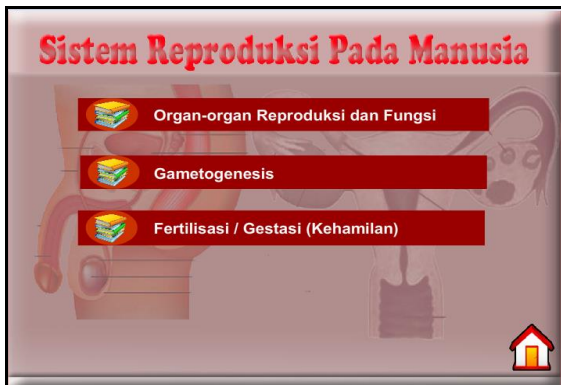 Sistem Reproduksi Pada Manusia
Organ-organ Reproduksi dan Fungsi
Gametogenesis
Fertilisasi / Gestasi (Kehamilan)